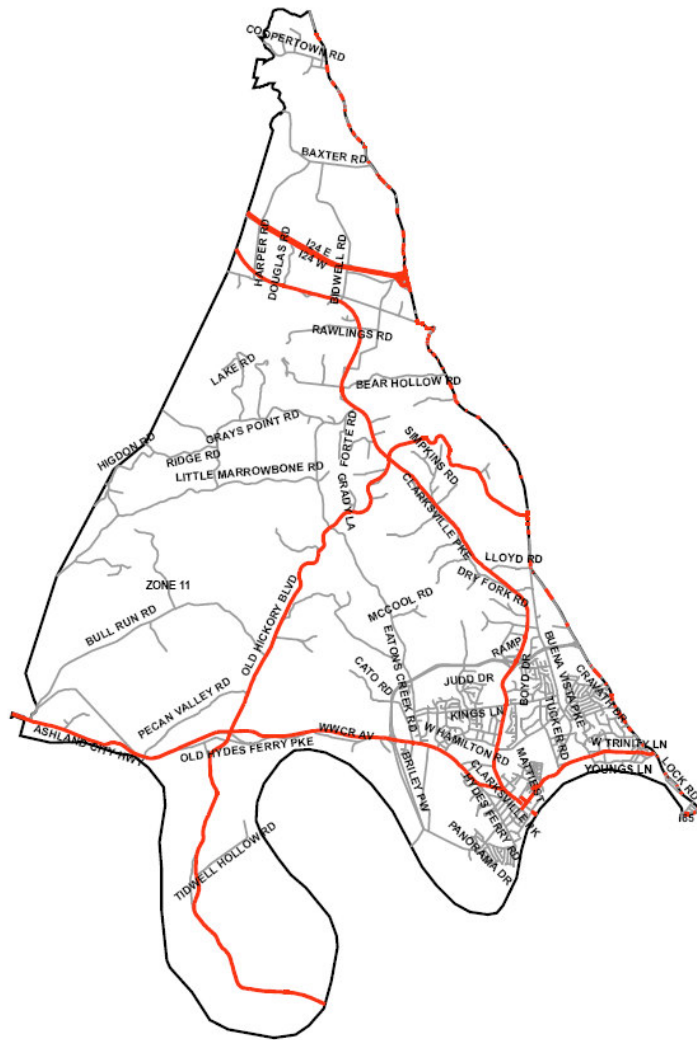 COOPERTOWN RD
BAXTER RD
I24 E
I24 W
HARPER RD
DOUGLAS RD
BIDWELL RD
RAWLINGS RD
LAKE RD
BEAR HOLLOW RD
GRAYS POINT RD
FORTE RD
SIMPKINS RD
HIGDON RD
RIDGE RD
LITTLE MARROWBONE RD
GRADY LA
CLARKSVILLE PKE
LLOYD RD
DRY FORK RD
ZONE 11
MCCOOL RD
BULL RUN RD
OLD HICKORY BLVD
EATONS CREEK RD
RAMP
BUENA VISTA PKE
CRAVATH DR
CATO RD
JUDD DR
BOYD DR
PECAN VALLEY RD
KINGS LN
TUCKER RD
ASHLAND CITY HWY
WWCR AV
W HAMILTON RD
OLD HYDES FERRY PKE
W TRINITY LN
BRILEY PW
YOUNGS LN
LOCK RD
HYDES FERRY RD
I65
PANORAMA DR
TIDWELL HOLLOW RD